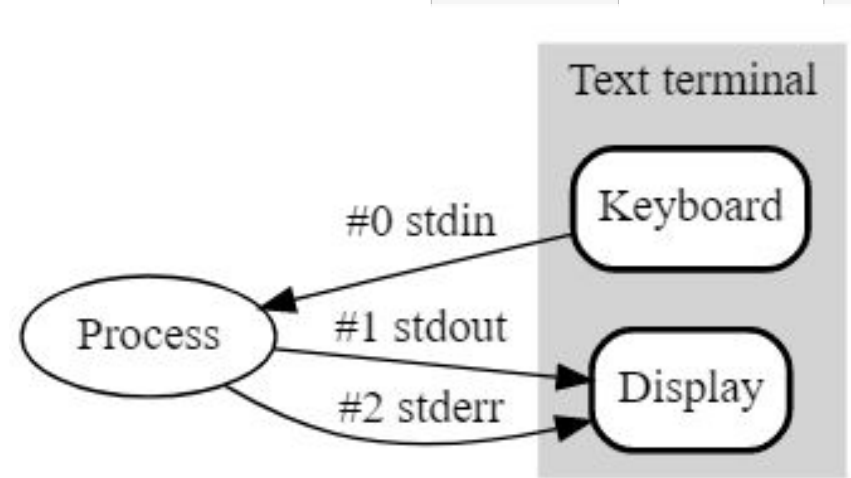 Text terminal
Keyboard
#0 stdin
Process
#1 stdout
Display
#2 stderr